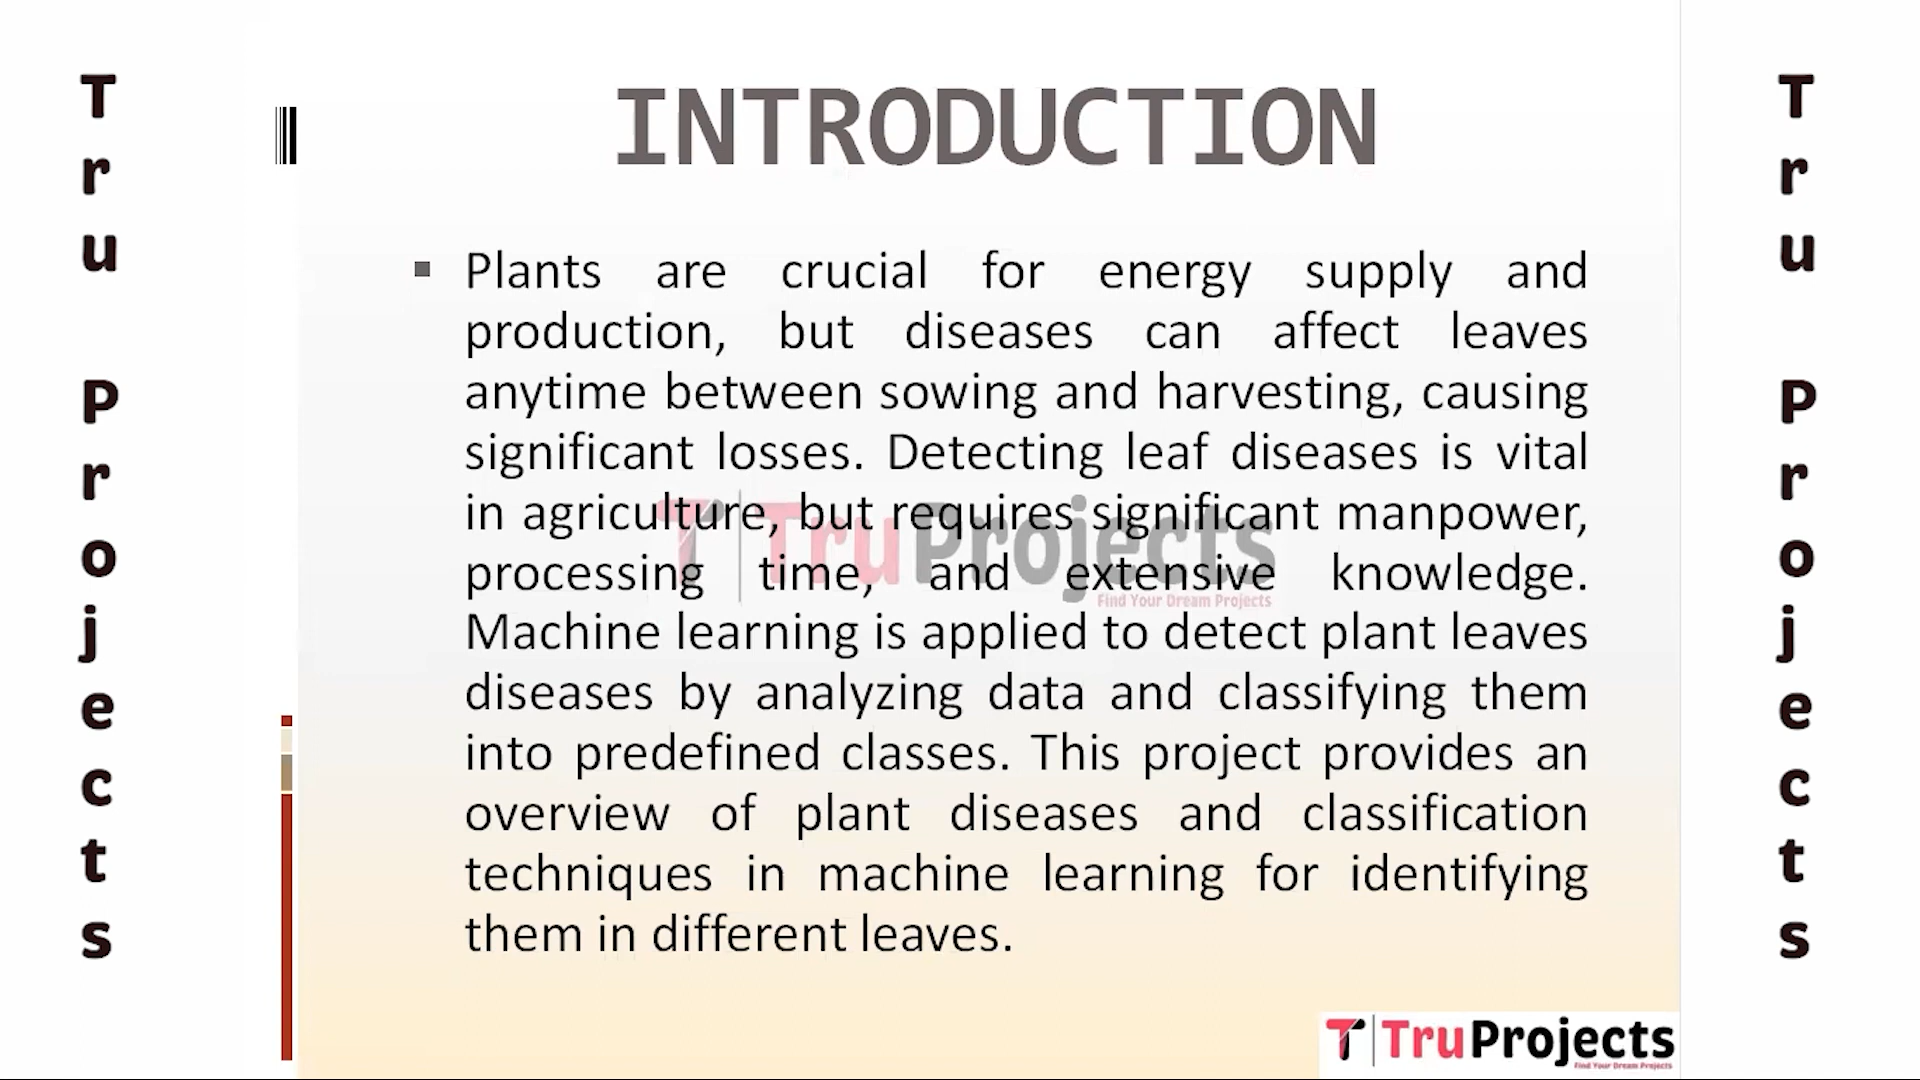 Tru Projects
INTRODUCTION
▪ Plants are crucial for energy supply and
production, but diseases can affect leaves
anytime between sowing and harvesting, causing
significant losses. Detecting leaf diseases is vital
in agriculture, but requires significant manpower,
processing time, and extensive knowledge.
Machine learning is applied to detect plant leaves
diseases by analyzing data and classifying them
into predefined classes. This project provides an
overview of plant diseases and classification
techniques in machine learning for identifying
them in different leaves.
TruProjects
Find Your Dream Projects
TruProjects
Find Your Dream Projects
Tru Projects